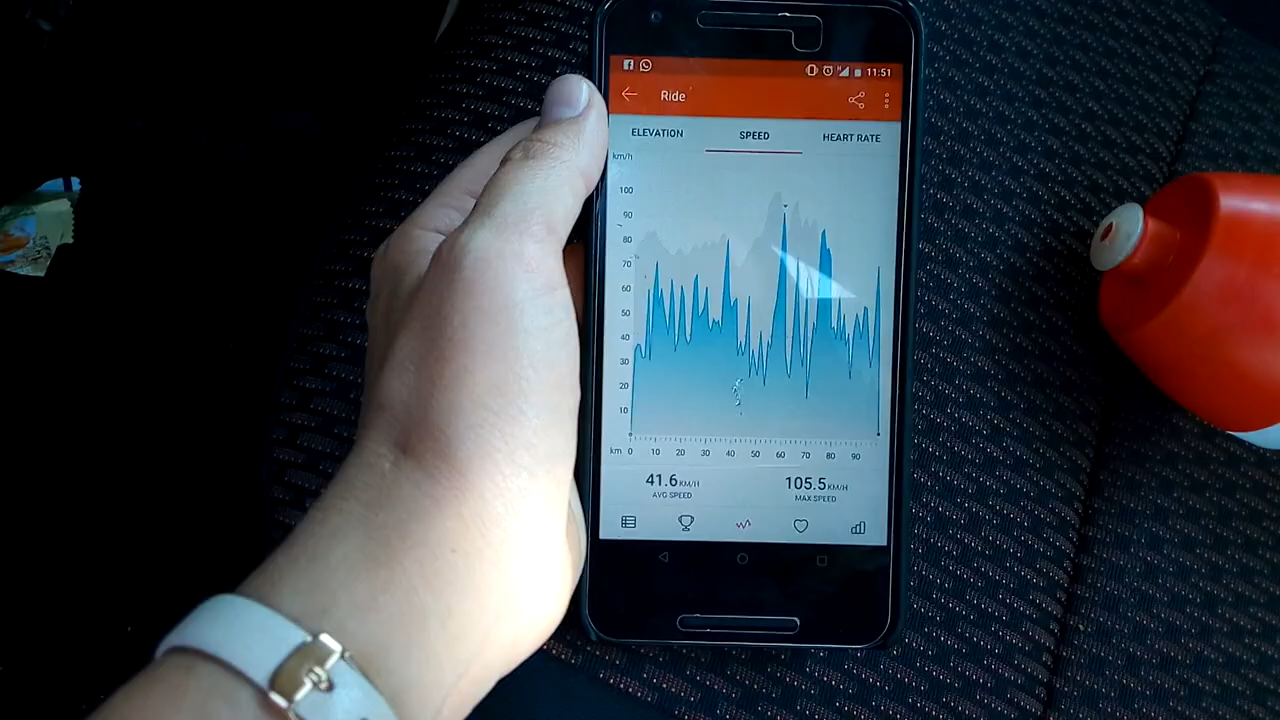 H 11:51
Ride
ELEVATION SPEED HEART RATE
km/h
100
90
80
70
60
50
40
30
20
10
km 0 10 20 30 40 50 60 70 80 90
41.6 KM/H 105.5 KM/H
AVG SPEED MAX SPEED